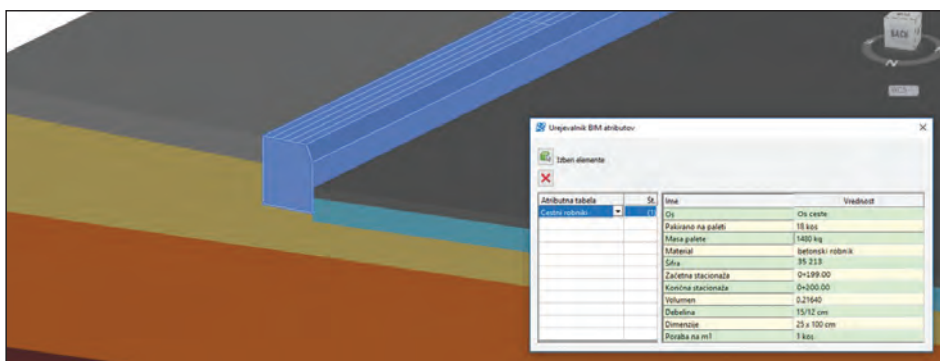 BACK
Urejevalnik BIM atributov
Izberi elemente
Atributna tabela Št. Ime Vrednost
Cestni robniki (1) Os Os ceste
Pakirano na paleti 18 kos
Masa palete 1480 kg
Material betonski robnik
Šifra 35 213
Začetna stacionaža 0+199.00
Končna stacionaža 0+200.00
Volumen 0.21640
Debelina 15/12 cm
Dimenzije 25 x 100 cm
Poraba na m1 1 kos